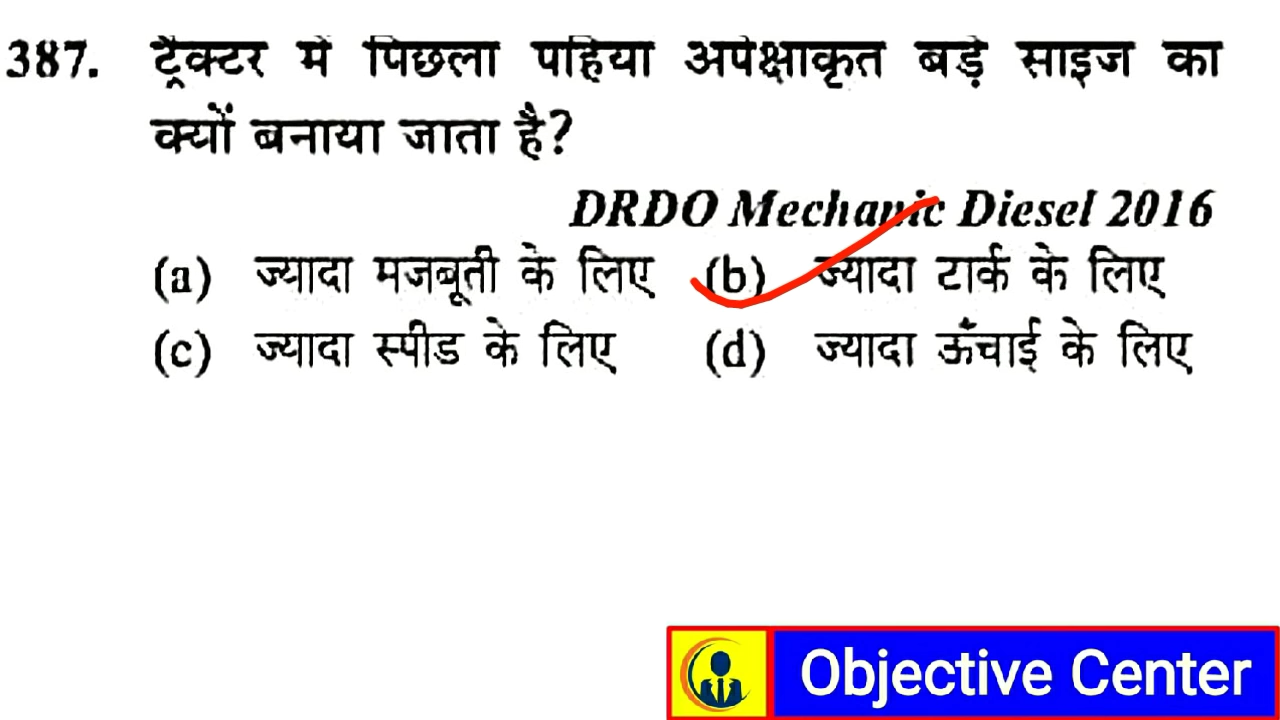 387. ट्रैक्टर में पिछला पहिया अपेक्षाकृत बड़े साइज का
क्यों बनाया जाता है?
DRDO Mechanic Diesel 2016
(a) ज्यादा मजबूती के लिए (b) ज्यादा टार्क के लिए
(c) ज्यादा स्पीड के लिए (d) ज्यादा ऊँचाई के लिए
Objective Center